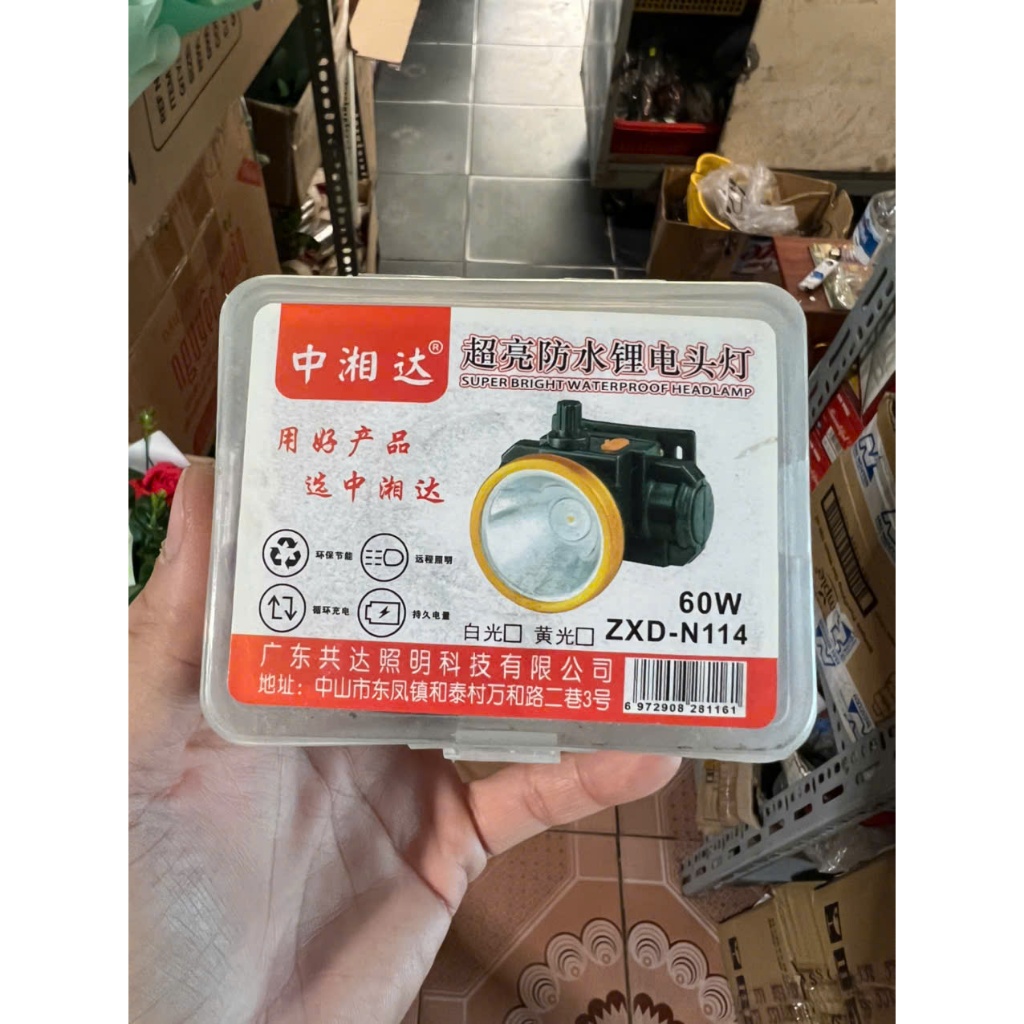 中湘达®
超亮防水锂电头灯
SUPER BRIGHT WATERPROOF HEADLAMP
用好产品
选中湘达
环保节能
远程照明
循环充电
持久电量
60W
白光□ 黄光□ ZXD-N114
广东共达照明科技有限公司
地址：中山市东凤镇和泰村万和路二巷3号
6 972908 281161